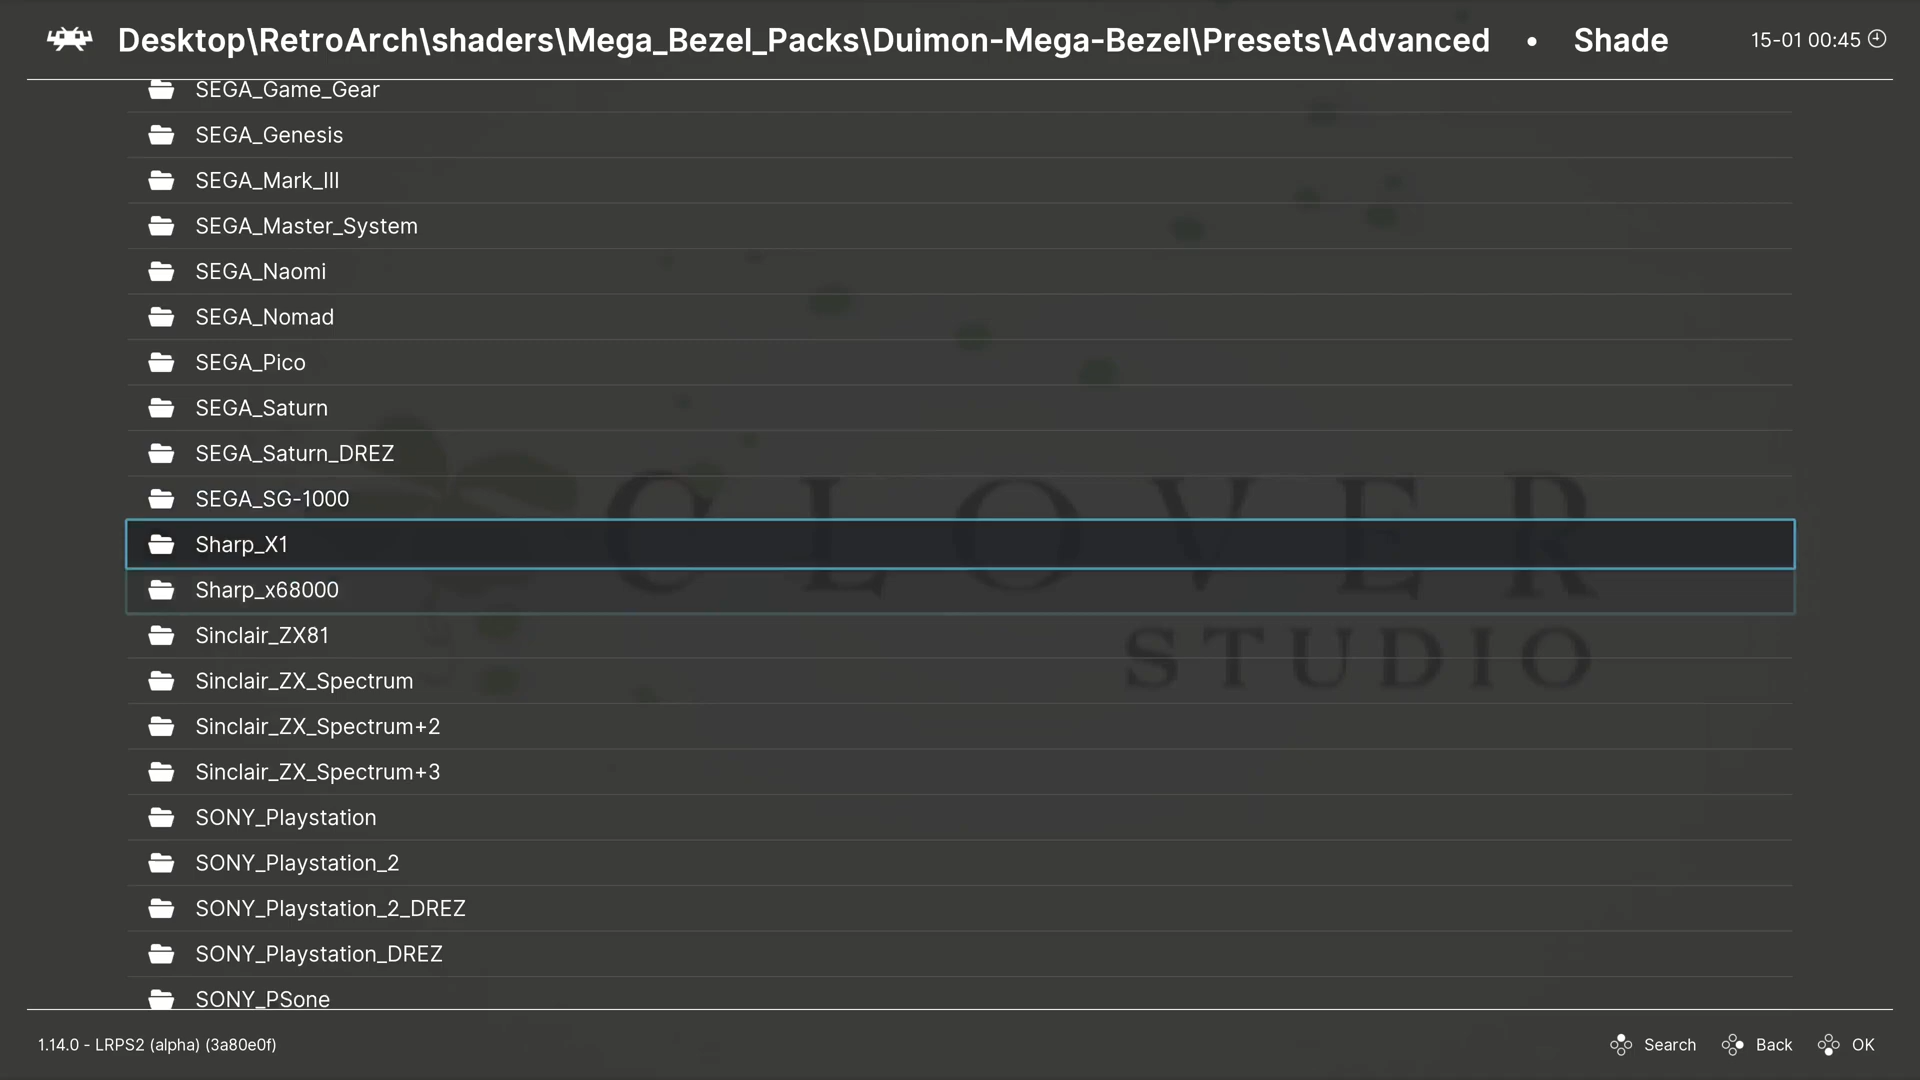 Desktop\RetroArch\shaders\Mega_Bezel_Packs\Duimon-Mega-Bezel\Presets\Advanced • Shade 15-01 00:45
SEGA_Game_Gear
SEGA_Genesis
SEGA_Mark_III
SEGA_Master_System
SEGA_Naomi
SEGA_Nomad
SEGA_Pico
SEGA_Saturn
SEGA_Saturn_DREZ
SEGA_SG-1000
CLOVER
Sharp_X1
Sharp_x68000
Sinclair_ZX81
STUDIO
Sinclair_ZX_Spectrum
Sinclair_ZX_Spectrum+2
Sinclair_ZX_Spectrum+3
SONY_Playstation
SONY_Playstation_2
SONY_Playstation_2_DREZ
SONY_Playstation_DREZ
SONY_PSone
1.14.0 - LRPS2 (alpha) (3a80e0f) Search Back OK